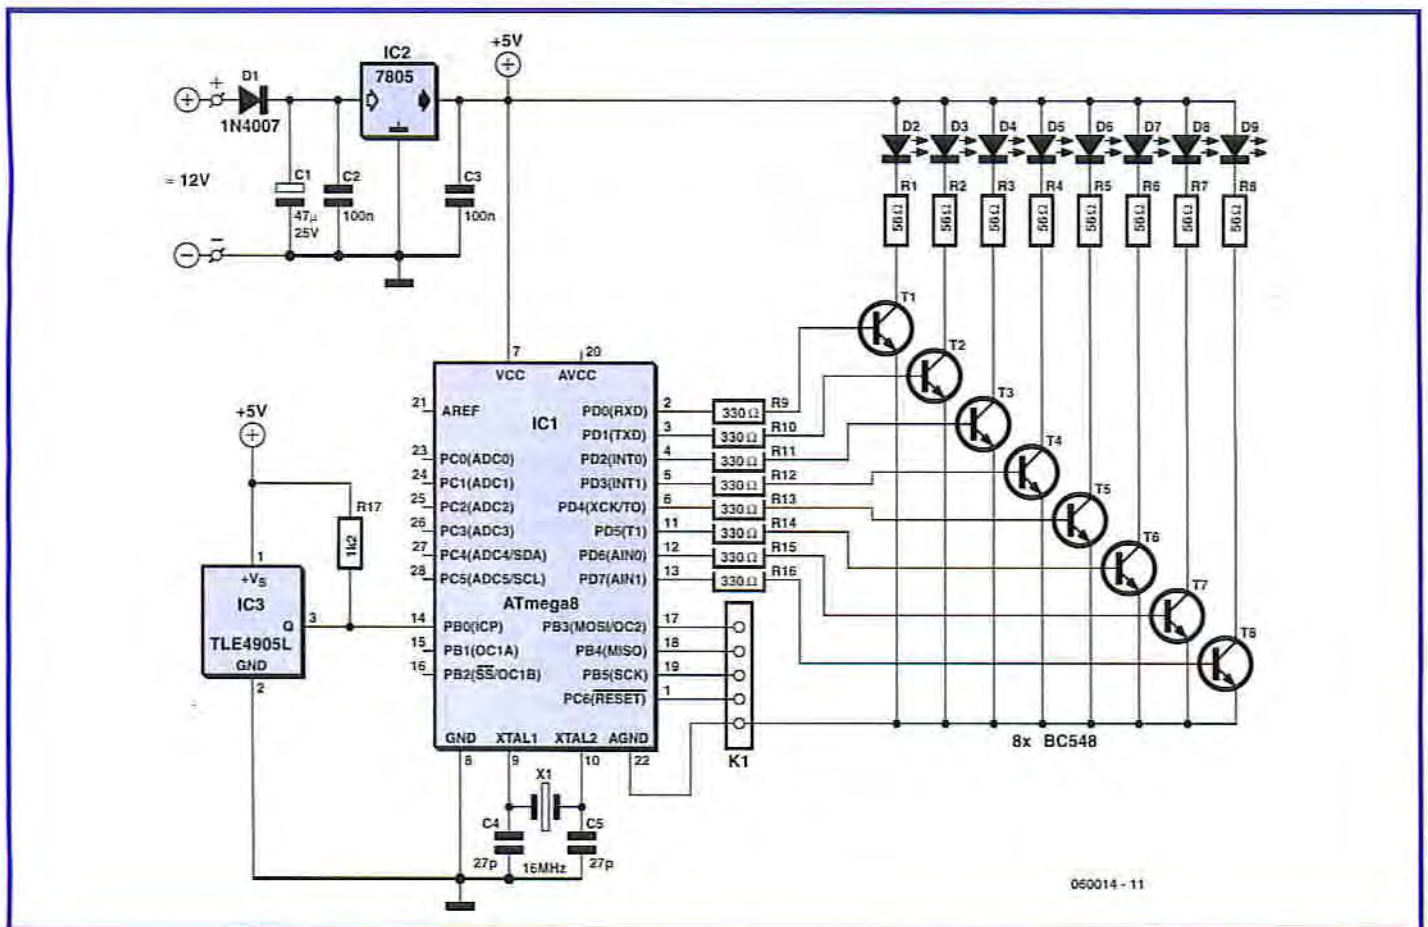 IC2
+5V
D1
7805
+
+
1N4007
= 12V
C1
47µ
25V
C2
100n
C3
100n
−
−
D2 D3 D4 D5 D6 D7 D8 D9
R1 R2 R3 R4 R5 R6 R7 R8
56Ω 56Ω 56Ω 56Ω 56Ω 56Ω 56Ω 56Ω
T1
T2
T3
T4
T5
T6
T7
T8
8x BC548
7 20
VCC AVCC
IC1
ATmega8
21 AREF
23 PC0(ADC0)
24 PC1(ADC1)
25 PC2(ADC2)
26 PC3(ADC3)
27 PC4(ADC4/SDA)
28 PC5(ADC5/SCL)
14 PB0(ICP)
15 PB1(OC1A)
16 PB2(SS/OC1B)
PD0(RXD) 2 330Ω R9
PD1(TXD) 3 330Ω R10
PD2(INT0) 4 330Ω R11
PD3(INT1) 5 330Ω R12
PD4(XCK/TO) 6 330Ω R13
PD5(T1) 11 330Ω R14
PD6(AIN0) 12 330Ω R15
PD7(AIN1) 13 330Ω R16
PB3(MOSI/OC2) 17
PB4(MISO) 18
PB5(SCK) 19
PC6(RESET) 1
GND XTAL1 XTAL2 AGND
8 9 10 22
K1
+5V
R17
1k2
1
+VS
IC3
Q 3
TLE4905L
GND
2
X1
C4 C5
27p 16MHz 27p
060014 - 11